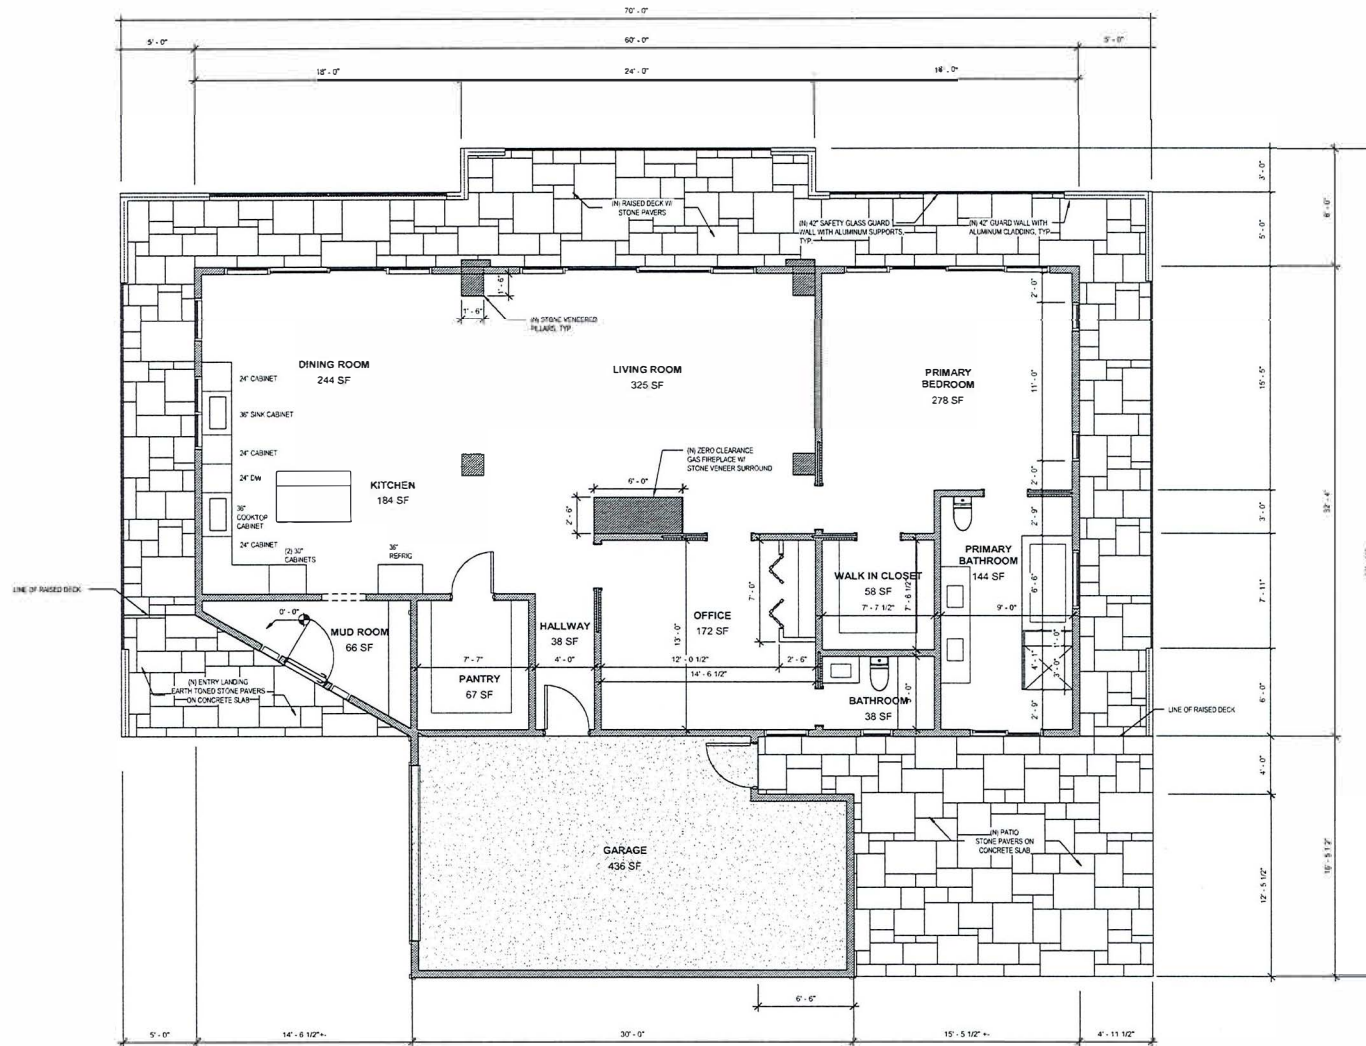 70' - 0"
5' - 0"
60' - 0"
5' - 0"
18' - 0"
24' - 0"
18' - 0"
3' - 0"
5' - 0"
8' - 0"
(N) RAISED DECK W/
STONE PAVERS
(N) 42" SAFETY GLASS GUARD
WALL WITH ALUMINUM SUPPORTS,
TYP.
(N) 42" GUARD WALL WITH
ALUMINUM CLADDING, TYP
1' - 6"
1' - 6"
(N) STONE VENEERED
PILLARS, TYP
2' - 0"
11' - 0"
2' - 0"
15' - 5"
32' - 4"
DINING ROOM
244 SF
LIVING ROOM
325 SF
PRIMARY
BEDROOM
278 SF
24" CABINET
36" SINK CABINET
24" CABINET
24" DW
36"
COOKTOP
CABINET
24" CABINET
(2) 30"
CABINETS
36"
REFRIG
KITCHEN
184 SF
(N) ZERO CLEARANCE
GAS FIREPLACE W/
STONE VENEER SURROUND
6' - 0"
2' - 6"
3' - 0"
2' - 6"
PRIMARY
BATHROOM
144 SF
6' - 6"
9' - 0"
WALK IN CLOSET
58 SF
7' - 7 1/2"
7' - 6 1/2"
7' - 0"
7' - 11"
LINE OF RAISED DECK
0' - 0"
MUD ROOM
66 SF
HALLWAY
38 SF
4' - 0"
OFFICE
172 SF
13' - 0"
12' - 0 1/2"
2' - 6"
14' - 6 1/2"
7' - 7"
PANTRY
67 SF
(N) ENTRY LANDING
EARTH TONED STONE PAVERS
ON CONCRETE SLAB
BATHROOM
38 SF
5' - 0"
4' - 1"
1' - 0"
3' - 0"
2' - 6"
6' - 0"
LINE OF RAISED DECK
4' - 0"
(N) PATIO
STONE PAVERS ON
CONCRETE SLAB
GARAGE
436 SF
12' - 5 1/2"
16' - 5 1/2"
6' - 6"
5' - 0"
14' - 6 1/2"+-
30' - 0"
15' - 5 1/2" +-
4' - 11 1/2"